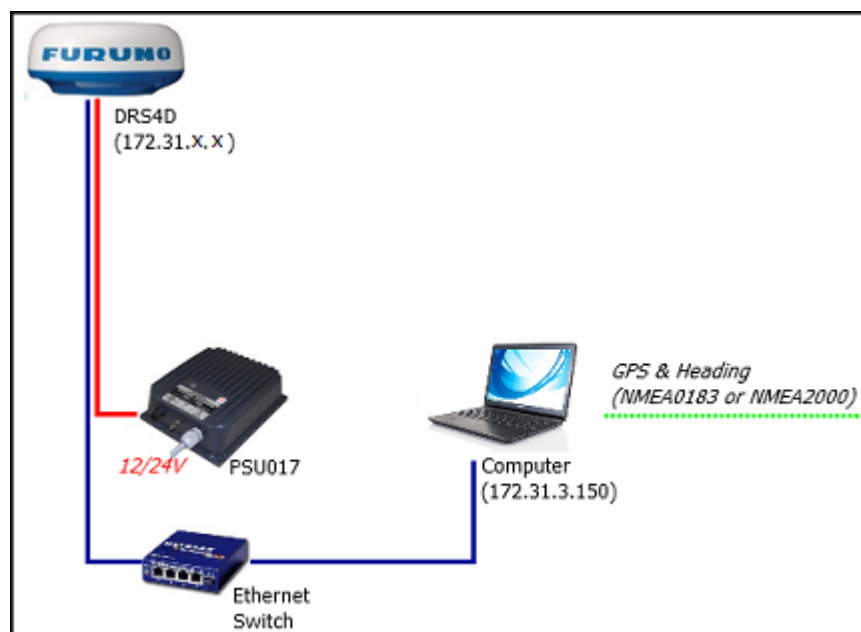 FURUNO
DRS4D
(172.31.x.x)
GPS & Heading
(NMEA0183 or NMEA2000)
12/24V
PSU017
Computer
(172.31.3.150)
NETGEAR
Ethernet
Switch